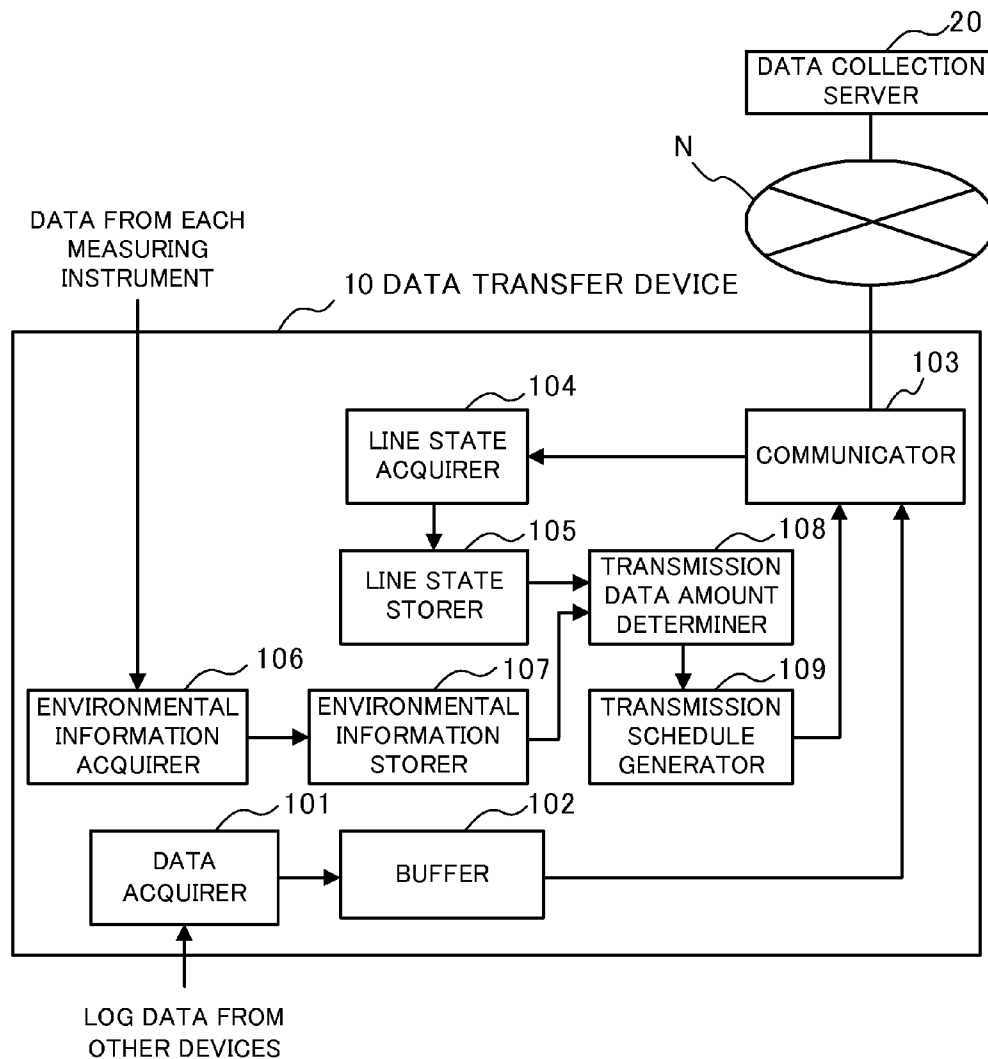 20
DATA COLLECTION
SERVER
N
DATA FROM EACH
MEASURING
INSTRUMENT
10 DATA TRANSFER DEVICE
103
COMMUNICATOR
104
LINE STATE
ACQUIRER
105
LINE STATE
STORER
108
TRANSMISSION
DATA AMOUNT
DETERMINER
106
ENVIRONMENTAL
INFORMATION
ACQUIRER
107
ENVIRONMENTAL
INFORMATION
STORER
109
TRANSMISSION
SCHEDULE
GENERATOR
101
DATA
ACQUIRER
102
BUFFER
LOG DATA FROM
OTHER DEVICES